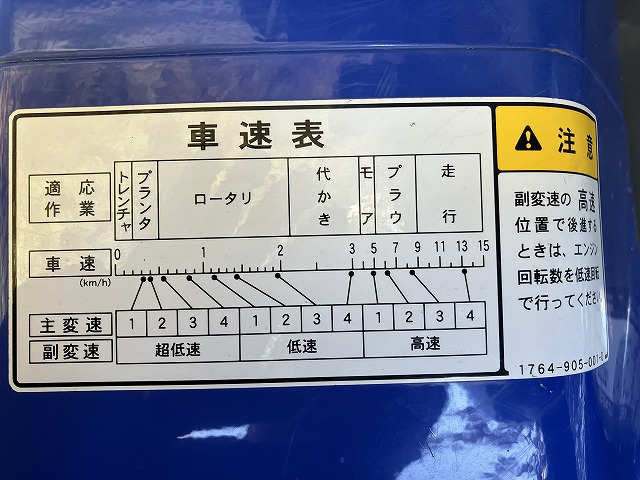 車速表
適応作業
トレンチャ
プランタ
ロータリ
代かき
モア
プラウ
走行
車速
(km/h)
0 1 2 3 5 7 9 11 13 15
主変速 1 2 3 4 1 2 3 4 1 2 3 4
副変速 超低速 低速 高速
注意
副変速の高速
位置で後進する
ときは、エンジン
回転数を低速回転
で行ってください
1764-905-001-0